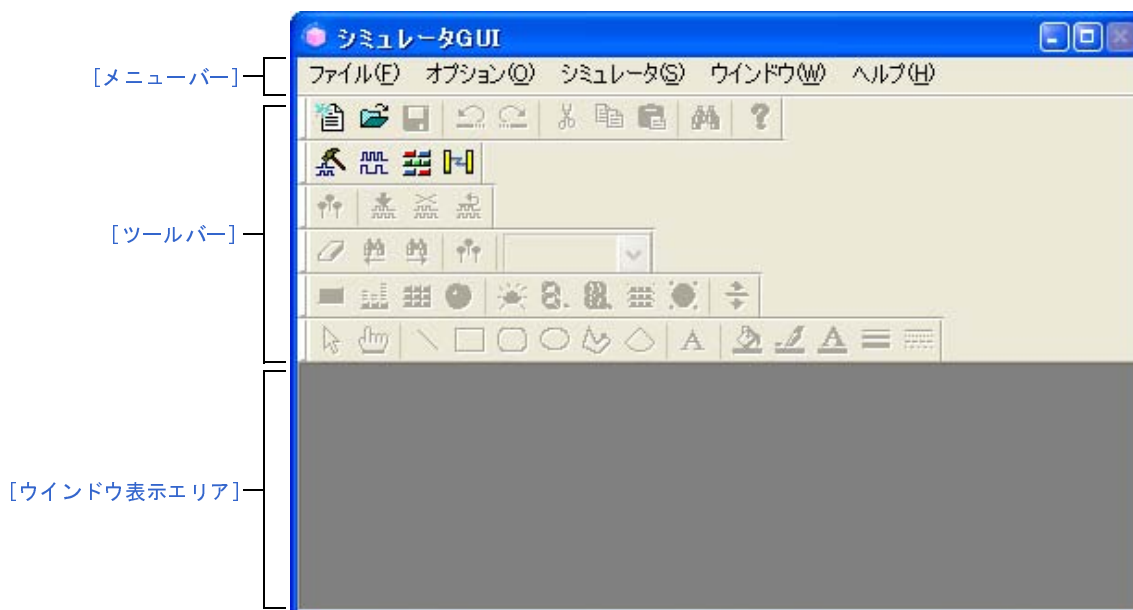 シミュレータGUI
[メニューバー]
ファイル(F) オプション(O) シミュレータ(S) ウインドウ(W) ヘルプ(H)
[ツールバー]
[ウインドウ表示エリア]